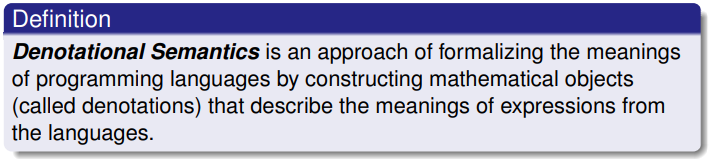 Definition
Denotational Semantics is an approach of formalizing the meanings
of programming languages by constructing mathematical objects
(called denotations) that describe the meanings of expressions from
the languages.